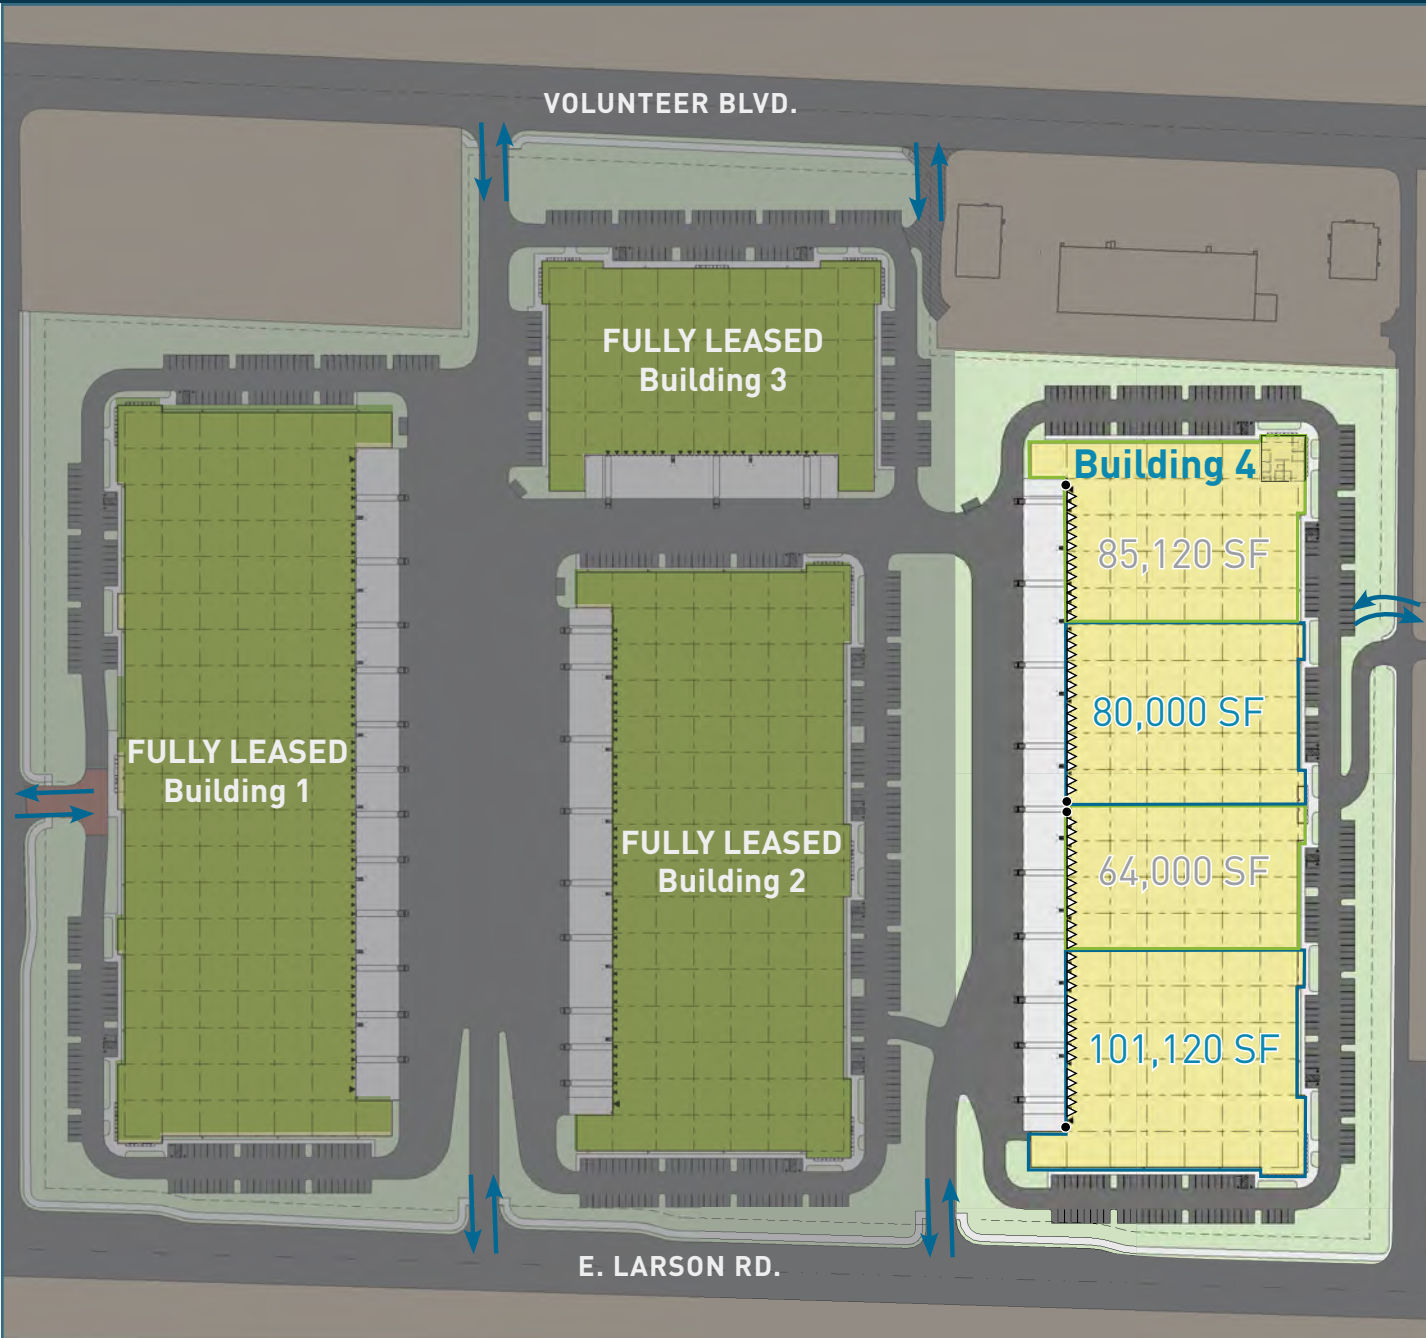 VOLUNTEER BLVD.
FULLY LEASED
Building 3
Building 4
85,120 SF
80,000 SF
FULLY LEASED
Building 1
FULLY LEASED
Building 2
64,000 SF
101,120 SF
E. LARSON RD.